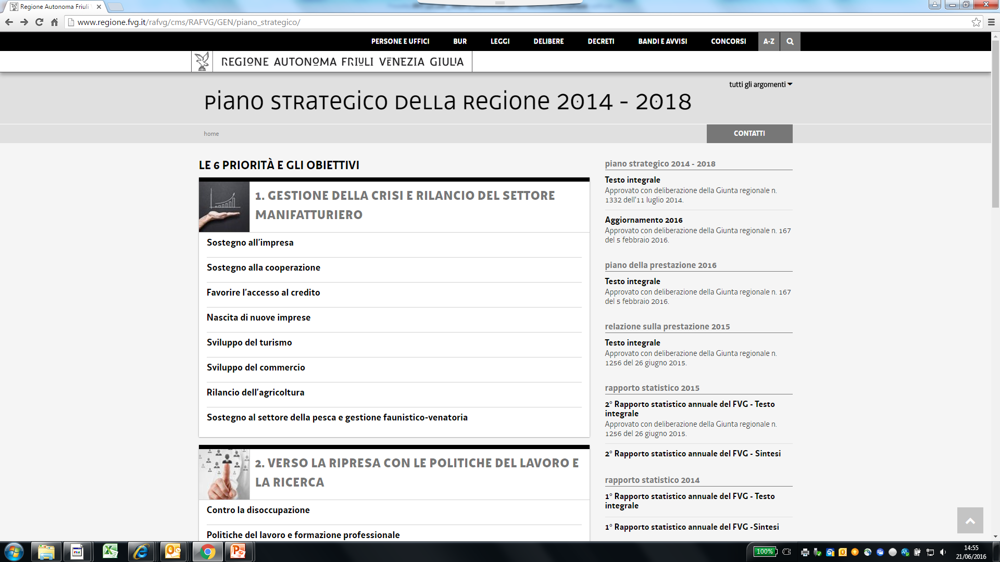 Regione Autonoma Friuli
www.regione.fvg.it/rafvg/cms/RAFVG/GEN/piano_strategico/
PERSONE E UFFICI BUR LEGGI DELIBERE DECRETI BANDI E AVVISI CONCORSI A-Z
REGIONE AUTONOMA FRIULI VENEZIA GIULIA
tutti gli argomenti
Piano strategico della Regione 2014 - 2018
home
CONTATTI
LE 6 PRIORITÀ E GLI OBIETTIVI
1. GESTIONE DELLA CRISI E RILANCIO DEL SETTORE
MANIFATTURIERO
Sostegno all'impresa
Sostegno alla cooperazione
Favorire l'accesso al credito
Nascita di nuove imprese
Sviluppo del turismo
Sviluppo del commercio
Rilancio dell'agricoltura
Sostegno al settore della pesca e gestione faunistico-venatoria
2. VERSO LA RIPRESA CON LE POLITICHE DEL LAVORO E
LA RICERCA
Contro la disoccupazione
Politiche del lavoro e formazione professionale
piano strategico 2014 - 2018
Testo integrale
Approvato con deliberazione della Giunta regionale n.
1332 dell'11 luglio 2014.
Aggiornamento 2016
Approvato con deliberazione della Giunta regionale n. 167
del 5 febbraio 2016.
piano della prestazione 2016
Testo integrale
Approvato con deliberazione della Giunta regionale n. 167
del 5 febbraio 2016.
relazione sulla prestazione 2015
Testo integrale
Approvato con deliberazione della Giunta regionale n.
1256 del 26 giugno 2015.
rapporto statistico 2015
2° Rapporto statistico annuale del FVG - Testo
integrale
Approvato con deliberazione della Giunta regionale n.
1256 del 26 giugno 2015.
2° Rapporto statistico annuale del FVG - Sintesi
rapporto statistico 2014
1° Rapporto statistico annuale del FVG - Testo
integrale
1° Rapporto statistico annuale del FVG -Sintesi
100%
14:55
21/06/2016